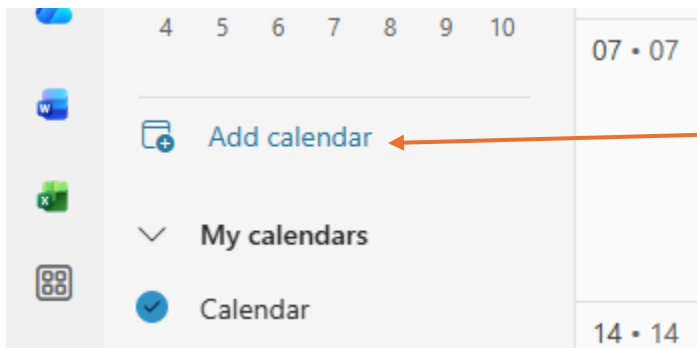 4 5 6 7 8 9 10
07 • 07
Add calendar
My calendars
Calendar
14 • 14